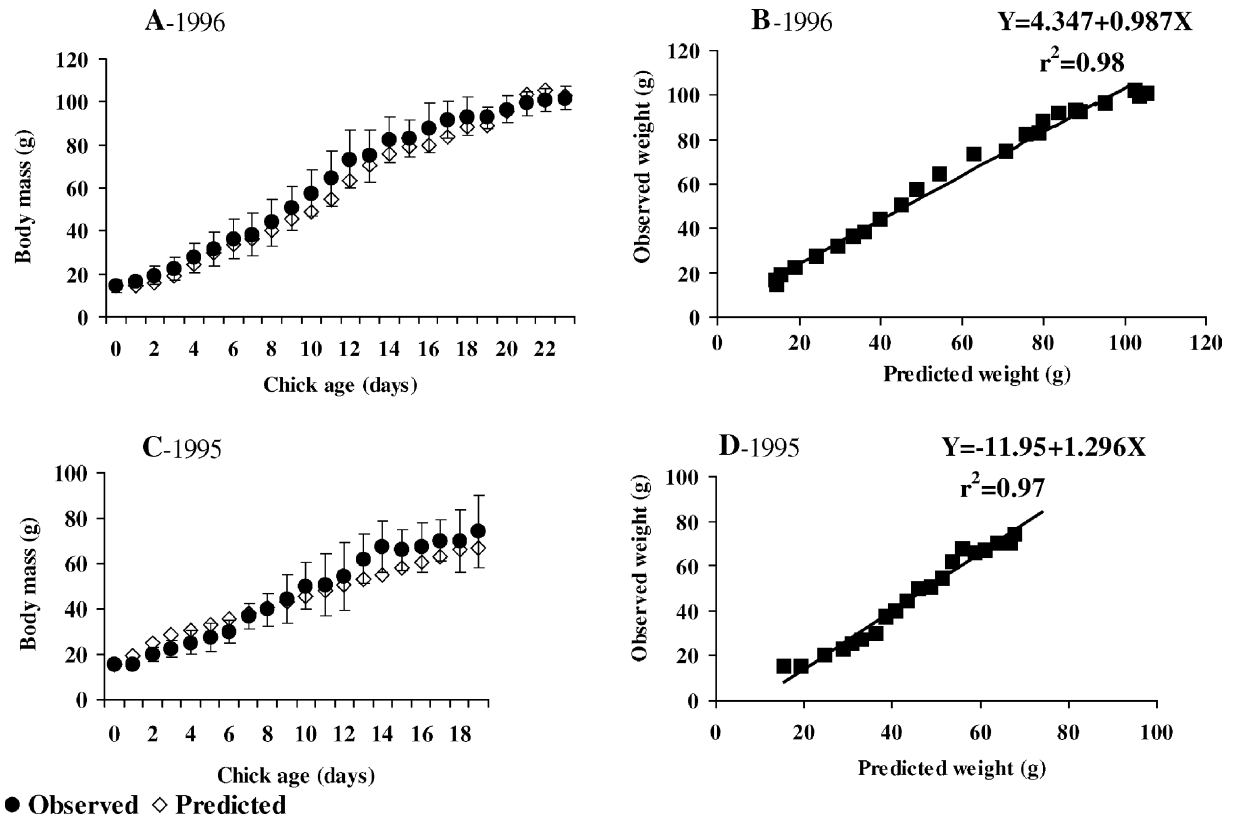 A-1996
120
100
80
60
40
20
0
Body mass (g)
0 2 4 6 8 10 12 14 16 18 20 22
Chick age (days)
B-1996
Y=4.347+0.987X
r²=0.98
120
100
80
60
40
20
0
Observed weight (g)
0 20 40 60 80 100 120
Predicted weight (g)
C-1995
100
80
60
40
20
0
Body mass (g)
0 2 4 6 8 10 12 14 16 18
Chick age (days)
D-1995
Y=-11.95+1.296X
r²=0.97
100
80
60
40
20
0
Observed weight (g)
0 20 40 60 80 100
Predicted weight (g)
Observed Predicted